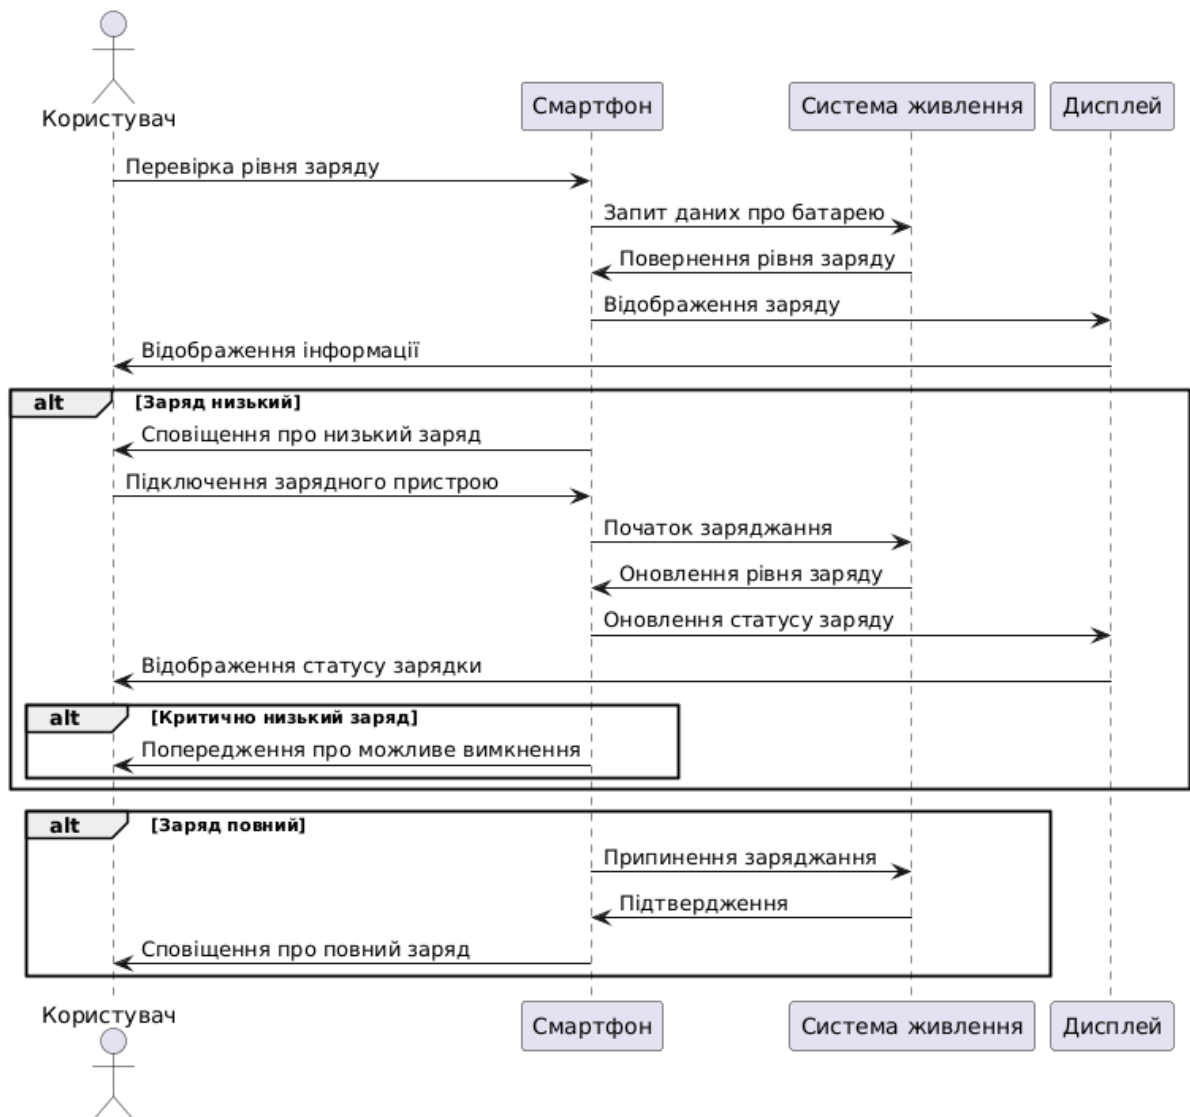 Користувач
Смартфон
Система живлення
Дисплей
Перевірка рівня заряду
Запит даних про батарею
Повернення рівня заряду
Відображення заряду
Відображення інформації
alt [Заряд низький]
Сповіщення про низький заряд
Підключення зарядного пристрою
Початок заряджання
Оновлення рівня заряду
Оновлення статусу заряду
Відображення статусу зарядки
alt [Критично низький заряд]
Попередження про можливе вимкнення
alt [Заряд повний]
Припинення заряджання
Підтвердження
Сповіщення про повний заряд
Користувач
Смартфон
Система живлення
Дисплей